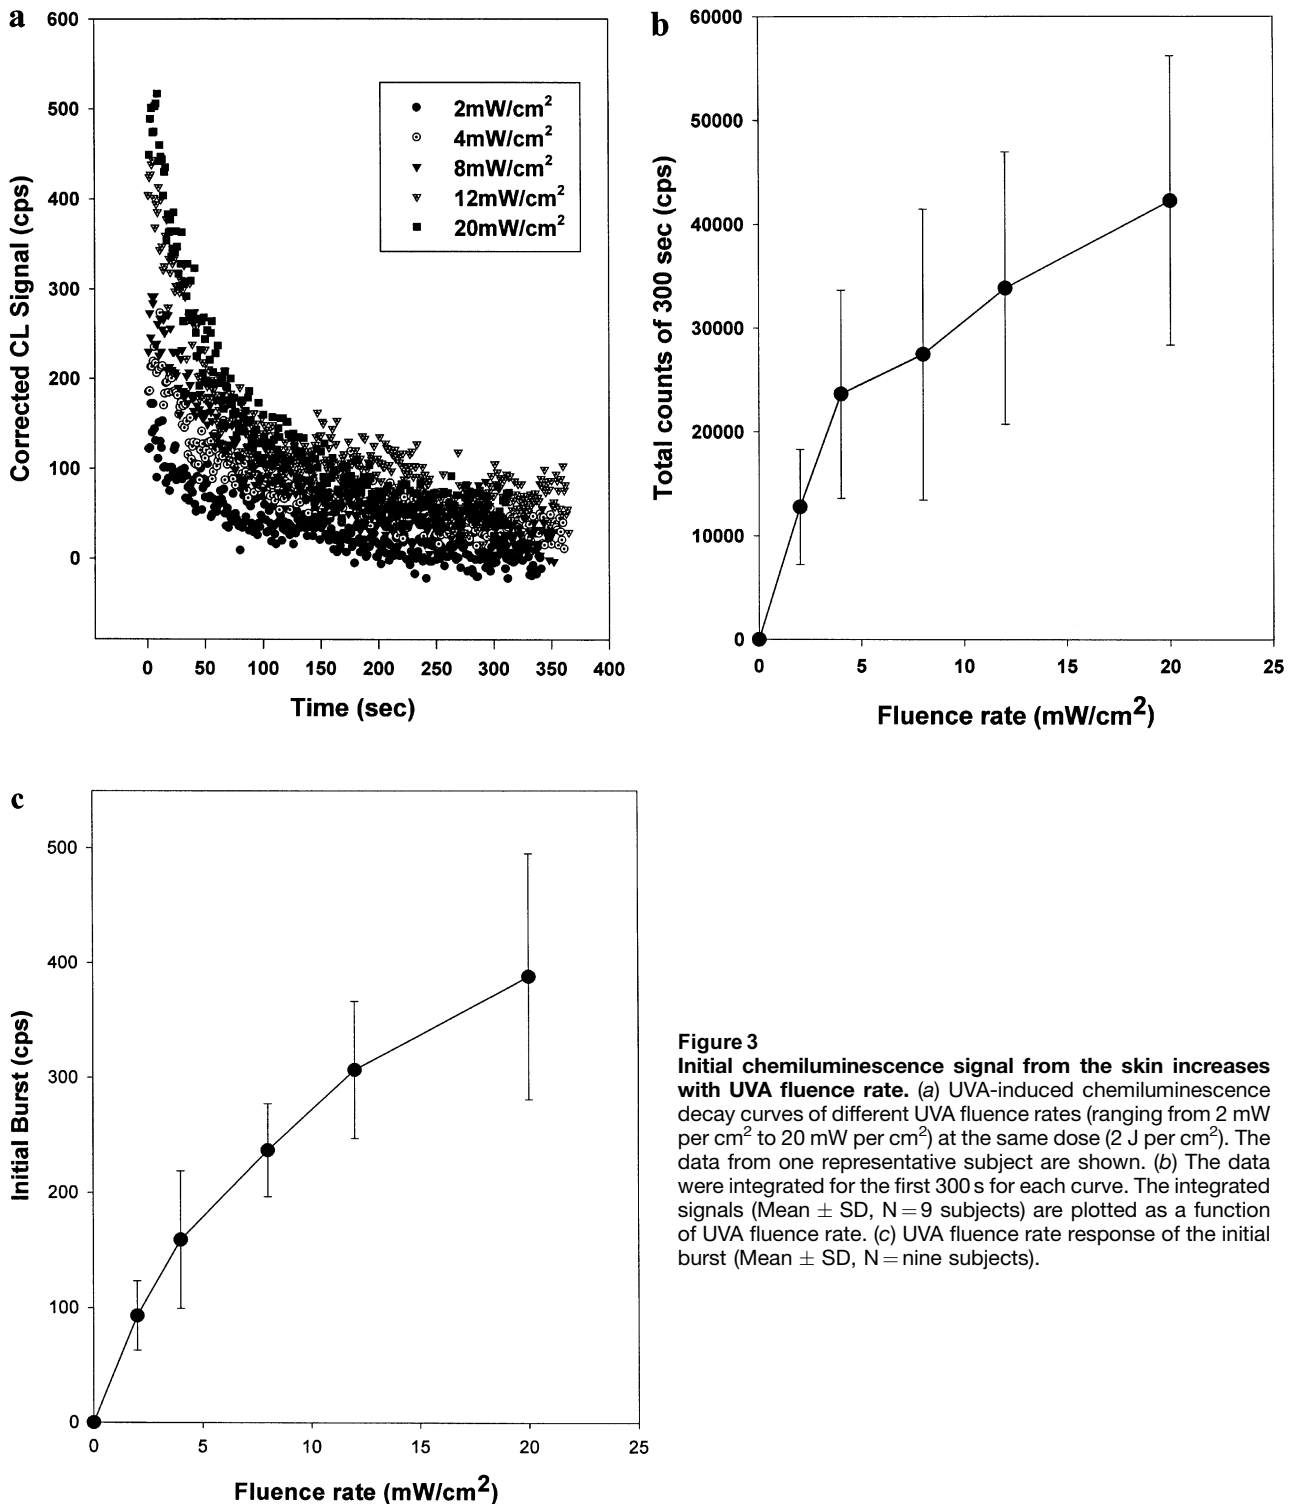 a
600
500
400
300
200
100
0
Corrected CL Signal (cps)
2mW/cm²
4mW/cm²
8mW/cm²
12mW/cm²
20mW/cm²
0 50 100 150 200 250 300 350 400
Time (sec)
b
60000
50000
40000
30000
20000
10000
0
Total counts of 300 sec (cps)
0 5 10 15 20 25
Fluence rate (mW/cm²)
c
500
400
300
200
100
0
Initial Burst (cps)
0 5 10 15 20 25
Fluence rate (mW/cm²)
Figure 3
Initial chemiluminescence signal from the skin increases
with UVA fluence rate. (a) UVA-induced chemiluminescence
decay curves of different UVA fluence rates (ranging from 2 mW
per cm² to 20 mW per cm²) at the same dose (2 J per cm²). The
data from one representative subject are shown. (b) The data
were integrated for the first 300 s for each curve. The integrated
signals (Mean ± SD, N = 9 subjects) are plotted as a function
of UVA fluence rate. (c) UVA fluence rate response of the initial
burst (Mean ± SD, N = nine subjects).